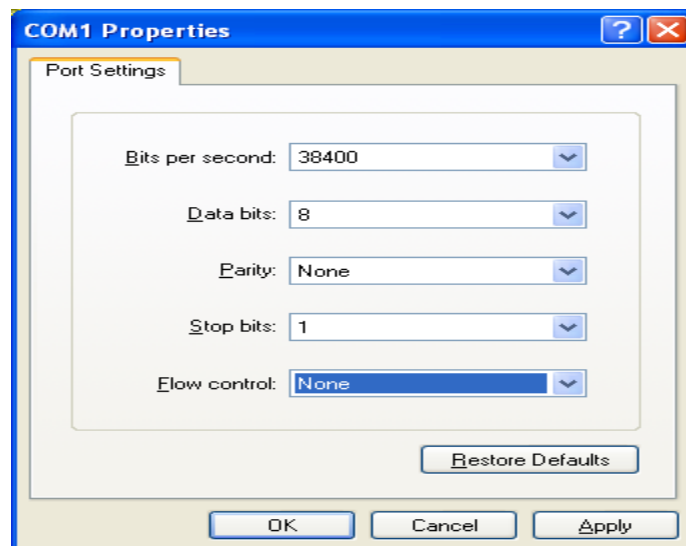 COM1 Properties
Port Settings
Bits per second: 38400
Data bits: 8
Parity: None
Stop bits: 1
Flow control: None
Restore Defaults
OK Cancel Apply